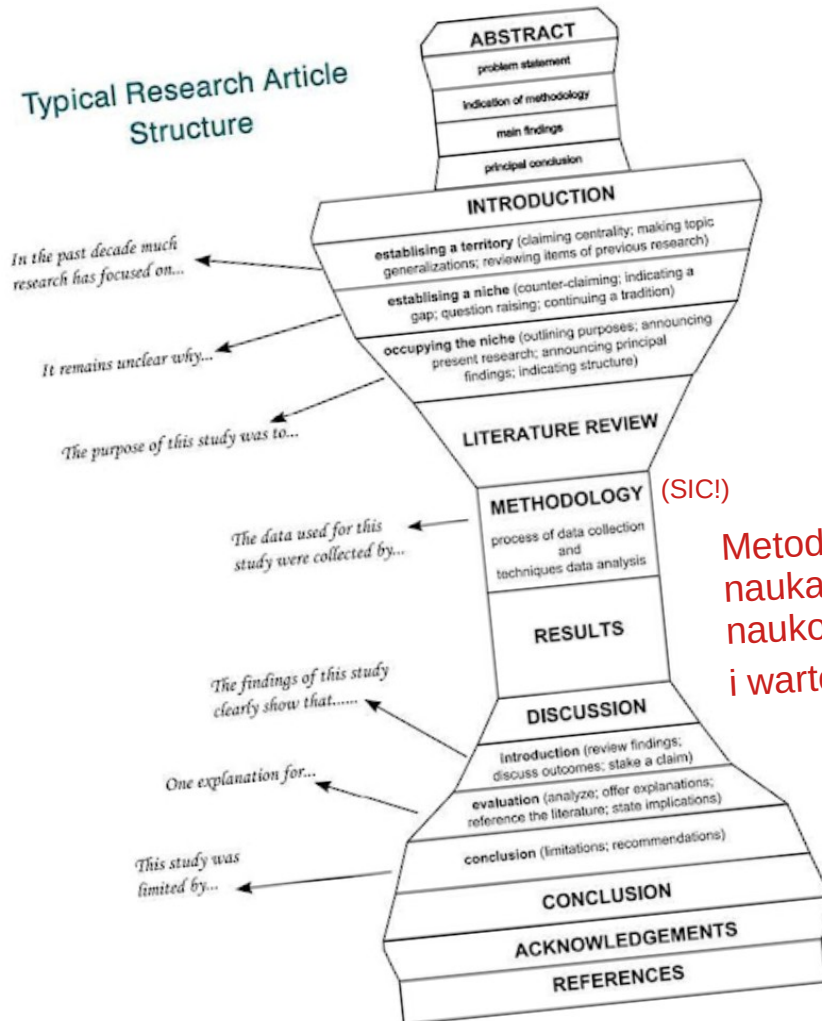 Typical Research Article
Structure
ABSTRACT
problem statement
indication of methodology
main findings
principal conclusion
INTRODUCTION
establising a territory (claiming centrality; making topic
generalizations; reviewing items of previous research)
In the past decade much
research has focused on...
establising a niche (counter-claiming; indicating a
gap; question raising; continuing a tradition)
It remains unclear why...
occupying the niche (outlining purposes; announcing
present research; announcing principal
findings; indicating structure)
The purpose of this study was to...
LITERATURE REVIEW
METHODOLOGY
(SIC!)
process of data collection
and
techniques data analysis
The data used for this
study were collected by...
RESULTS
DISCUSSION
introduction (review findings;
discuss outcomes; stake a claim)
The findings of this study
clearly show that......
evaluation (analyze; offer explanations;
reference the literature; state implications)
One explanation for...
conclusion (limitations; recommendations)
This study was
limited by...
CONCLUSION
ACKNOWLEDGEMENTS
REFERENCES